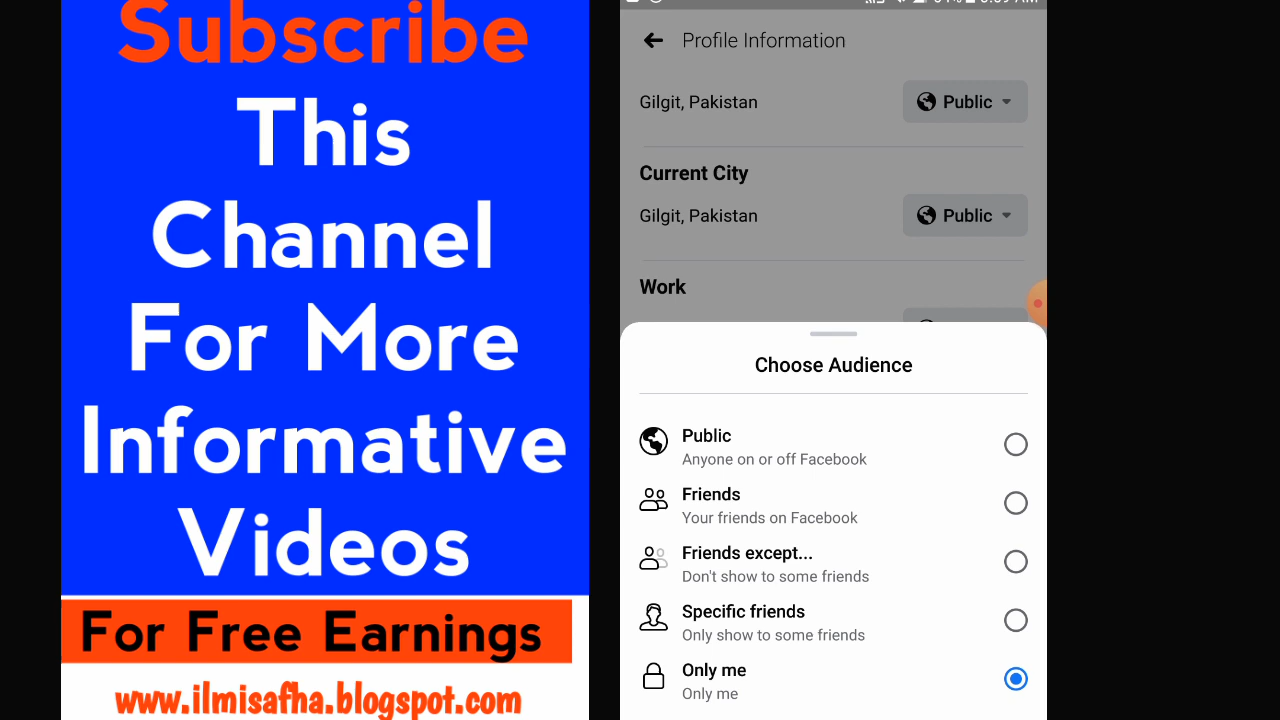 Subscribe
This
Channel
For More
Informative
Videos
For Free Earnings
www.ilmisafha.blogspot.com
Profile Information
Gilgit, Pakistan
Public
Current City
Gilgit, Pakistan
Public
Work
Choose Audience
Public
Anyone on or off Facebook
Friends
Your friends on Facebook
Friends except...
Don't show to some friends
Specific friends
Only show to some friends
Only me
Only me